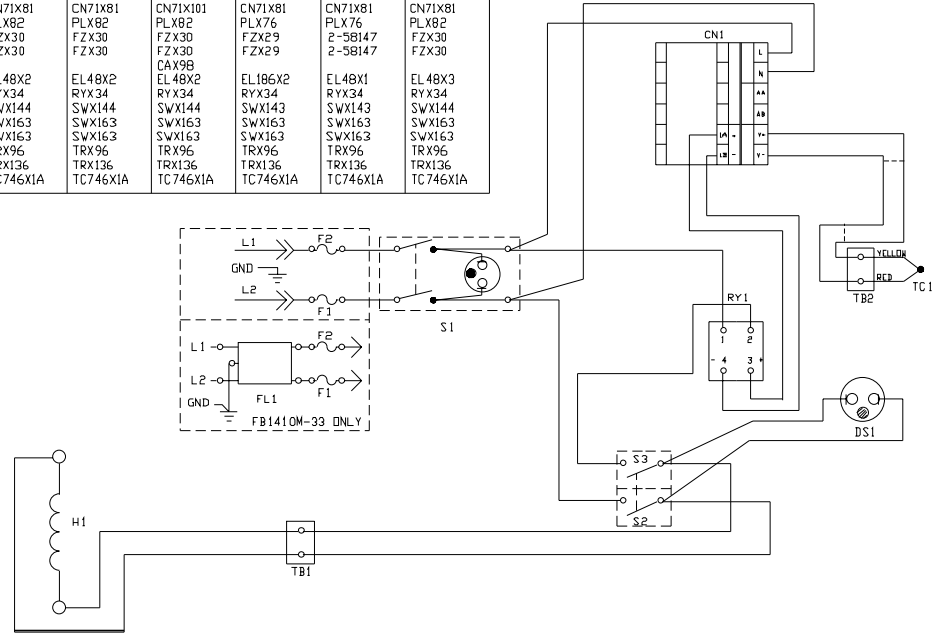 CN71X81 CN71X81 CN71X101 CN71X81 CN71X81 CN71X81
PLX82 PLX82 PLX82 PLX76 PLX76 PLX82
FZX30 FZX30 FZX30 FZX29 2-58147 FZX30
FZX30 FZX30 FZX30 FZX29 2-58147 FZX30
CAX98
EL48X2 EL48X2 EL48X2 EL186X2 EL48X1 EL48X3
RYX34 RYX34 RYX34 RYX34 RYX34 RYX34
SWX144 SWX144 SWX144 SWX143 SWX143 SWX144
SWX163 SWX163 SWX163 SWX163 SWX163 SWX163
SWX163 SWX163 SWX163 SWX163 SWX163 SWX163
TRX96 TRX96 TRX96 TRX96 TRX96 TRX96
TRX136 TRX136 TRX136 TRX136 TRX136 TRX136
TC746X1A TC746X1A TC746X1A TC746X1A TC746X1A TC746X1A
CN1
L
N
AA
AB
1A + V+
1B - V-
L1
F2
GND
L2
F1
S1
YELLOW
RED
TB2
TC1
RY1
1 2
- 4 3 +
L1
F2
L2
F1
GND
FL1
FB1410M-33 ONLY
DS1
S3
S2
H1
TB1